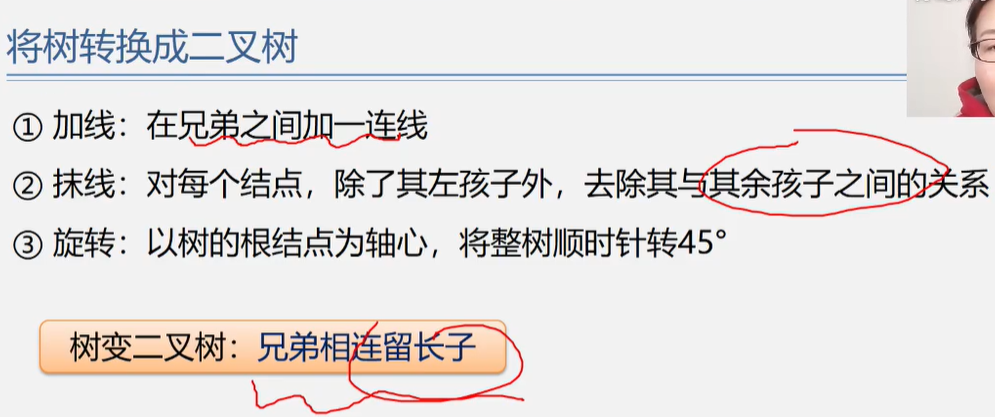 将树转换成二叉树
① 加线：在兄弟之间加一连线
② 抹线：对每个结点，除了其左孩子外，去除其与其余孩子之间的关系
③ 旋转：以树的根结点为轴心，将整树顺时针转45°
树变二叉树：兄弟相连留长子